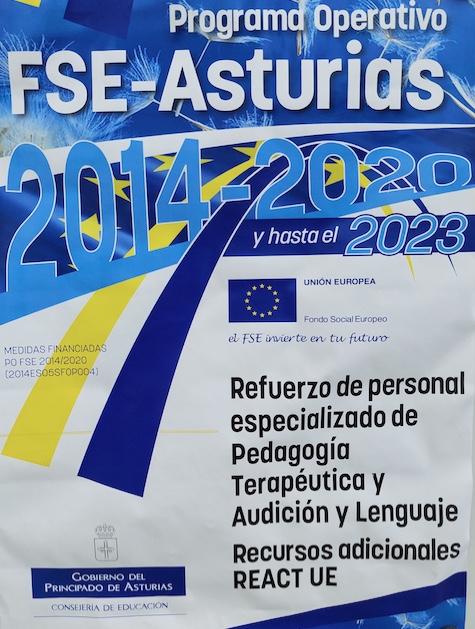 Programa Operativo
FSE-Asturias
2014-2020
y hasta el 2023
UNIÓN EUROPEA
Fondo Social Europeo
el FSE invierte en tu futuro
MEDIDAS FINANCIADAS
PO FSE 2014/2020
(2014ES05SFOP004)
Refuerzo de personal
especializado de
Pedagogía
Terapéutica y
Audición y Lenguaje
Recursos adicionales
REACT UE
GOBIERNO DEL
PRINCIPADO DE ASTURIAS
CONSEJERÍA DE EDUCACIÓN